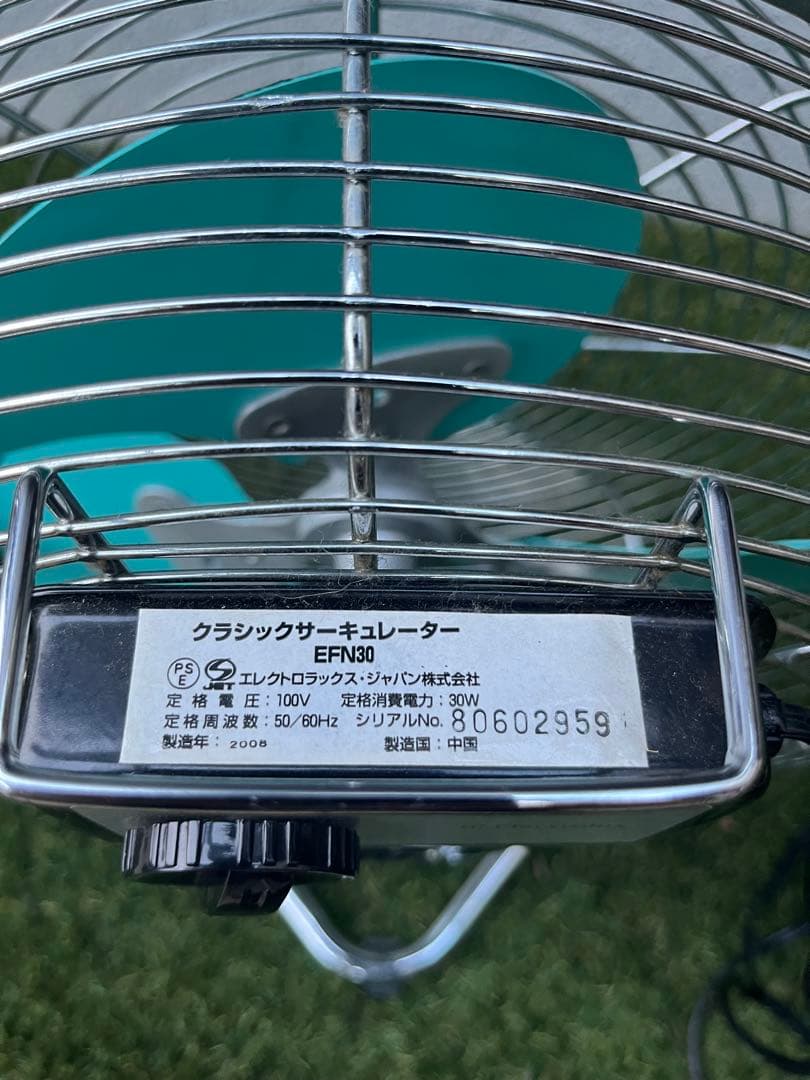 クラシックサーキュレーター
EFN30
PS
E JET エレクトロラックス・ジャパン株式会社
定格電圧：100V 定格消費電力：30W
定格周波数：50／60Hz シリアルNo. 80602959
製造年：2008 製造国：中国